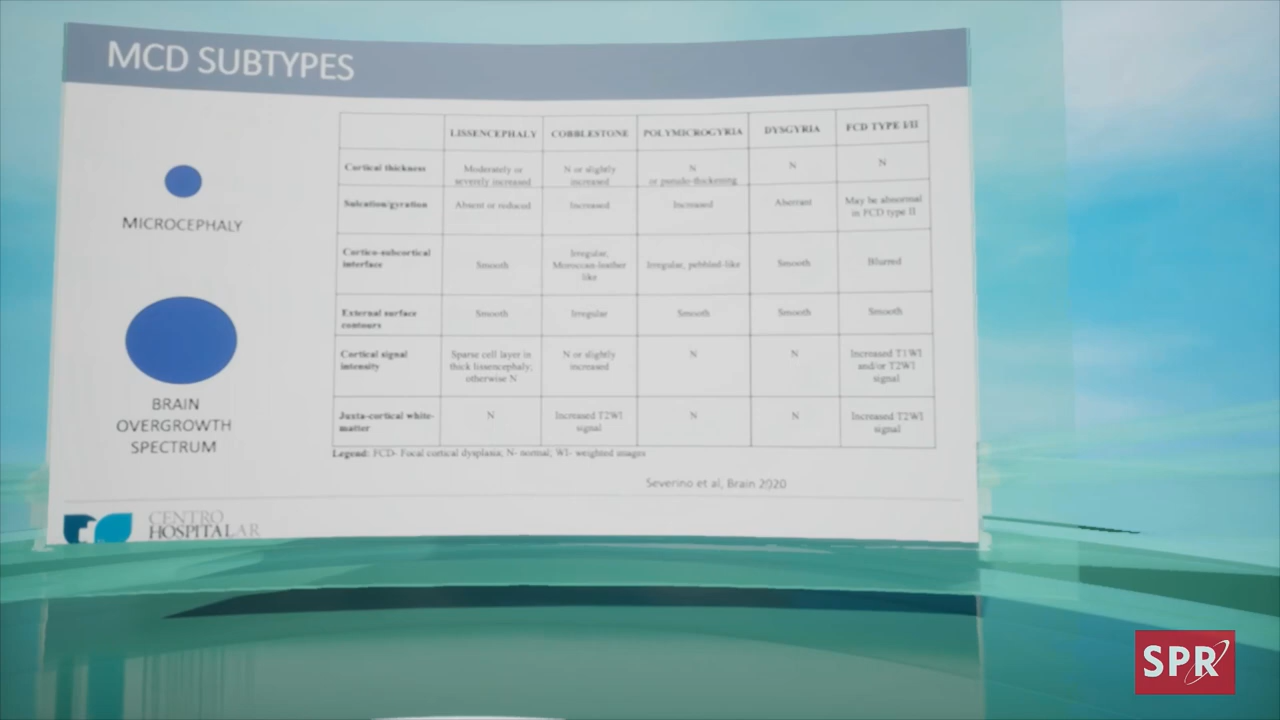 MCD SUBTYPES
MICROCEPHALY
BRAIN
OVERGROWTH
SPECTRUM
LISSENCEPHALY COBBLESTONE POLYMICROGYRIA DYSGYRIA FCD TYPE I/II
Cortical thickness
Moderately or
severely increased
N or slightly
increased
N
or pseudo-thickening
N
N
Sulcation/gyration
Absent or reduced
Increased
Increased
Aberrant
May be abnormal
in FCD type II
Cortico-subcortical
interface
Smooth
Irregular,
Moroccan-leather
like
Irregular, pebbled-like
Smooth
Blurred
External surface
contours
Smooth
Irregular
Smooth
Smooth
Smooth
Cortical signal
intensity
Sparse cell layer in
thick lissencephaly;
otherwise N
N or slightly
increased
N
N
Increased T1WI
and/or T2WI
signal
Juxta-cortical white-
matter
N
Increased T2WI
signal
N
N
Increased T2WI
signal
Legend: FCD- Focal cortical dysplasia; N- normal; WI- weighted images
Severino et al, Brain 2020
CENTRO
HOSPITALAR
SPR